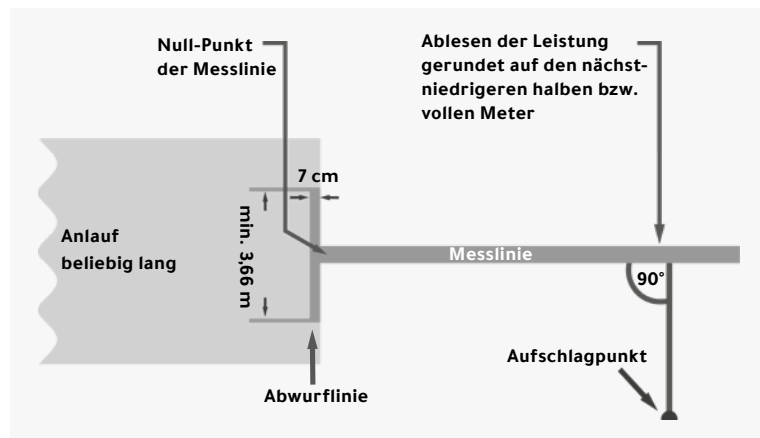 Null-Punkt
der Messlinie
Ablesen der Leistung
gerundet auf den nächst-
niedrigeren halben bzw.
vollen Meter
7 cm
min. 3,66 m
Anlauf
beliebig lang
Messlinie
90°
Aufschlagpunkt
Abwurflinie